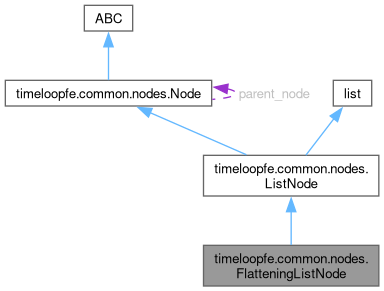 ABC
timeloopfe.common.nodes.Node
parent_node
list
timeloopfe.common.nodes.
ListNode
timeloopfe.common.nodes.
FlatteningListNode